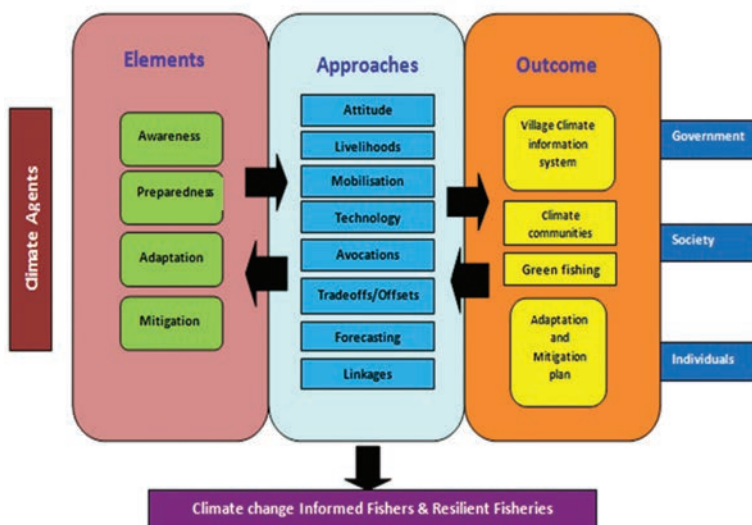 Climate Agents
Elements
Awareness
Preparedness
Adaptation
Mitigation
Approaches
Attitude
Livelihoods
Mobilisation
Technology
Avocations
Tradeoffs/Offsets
Forecasting
Linkages
Outcome
Village Climate
information
system
Climate
communities
Green fishing
Adaptation
and
Mitigation
plan
Government
Society
Individuals
Climate change Informed Fishers & Resilient Fisheries